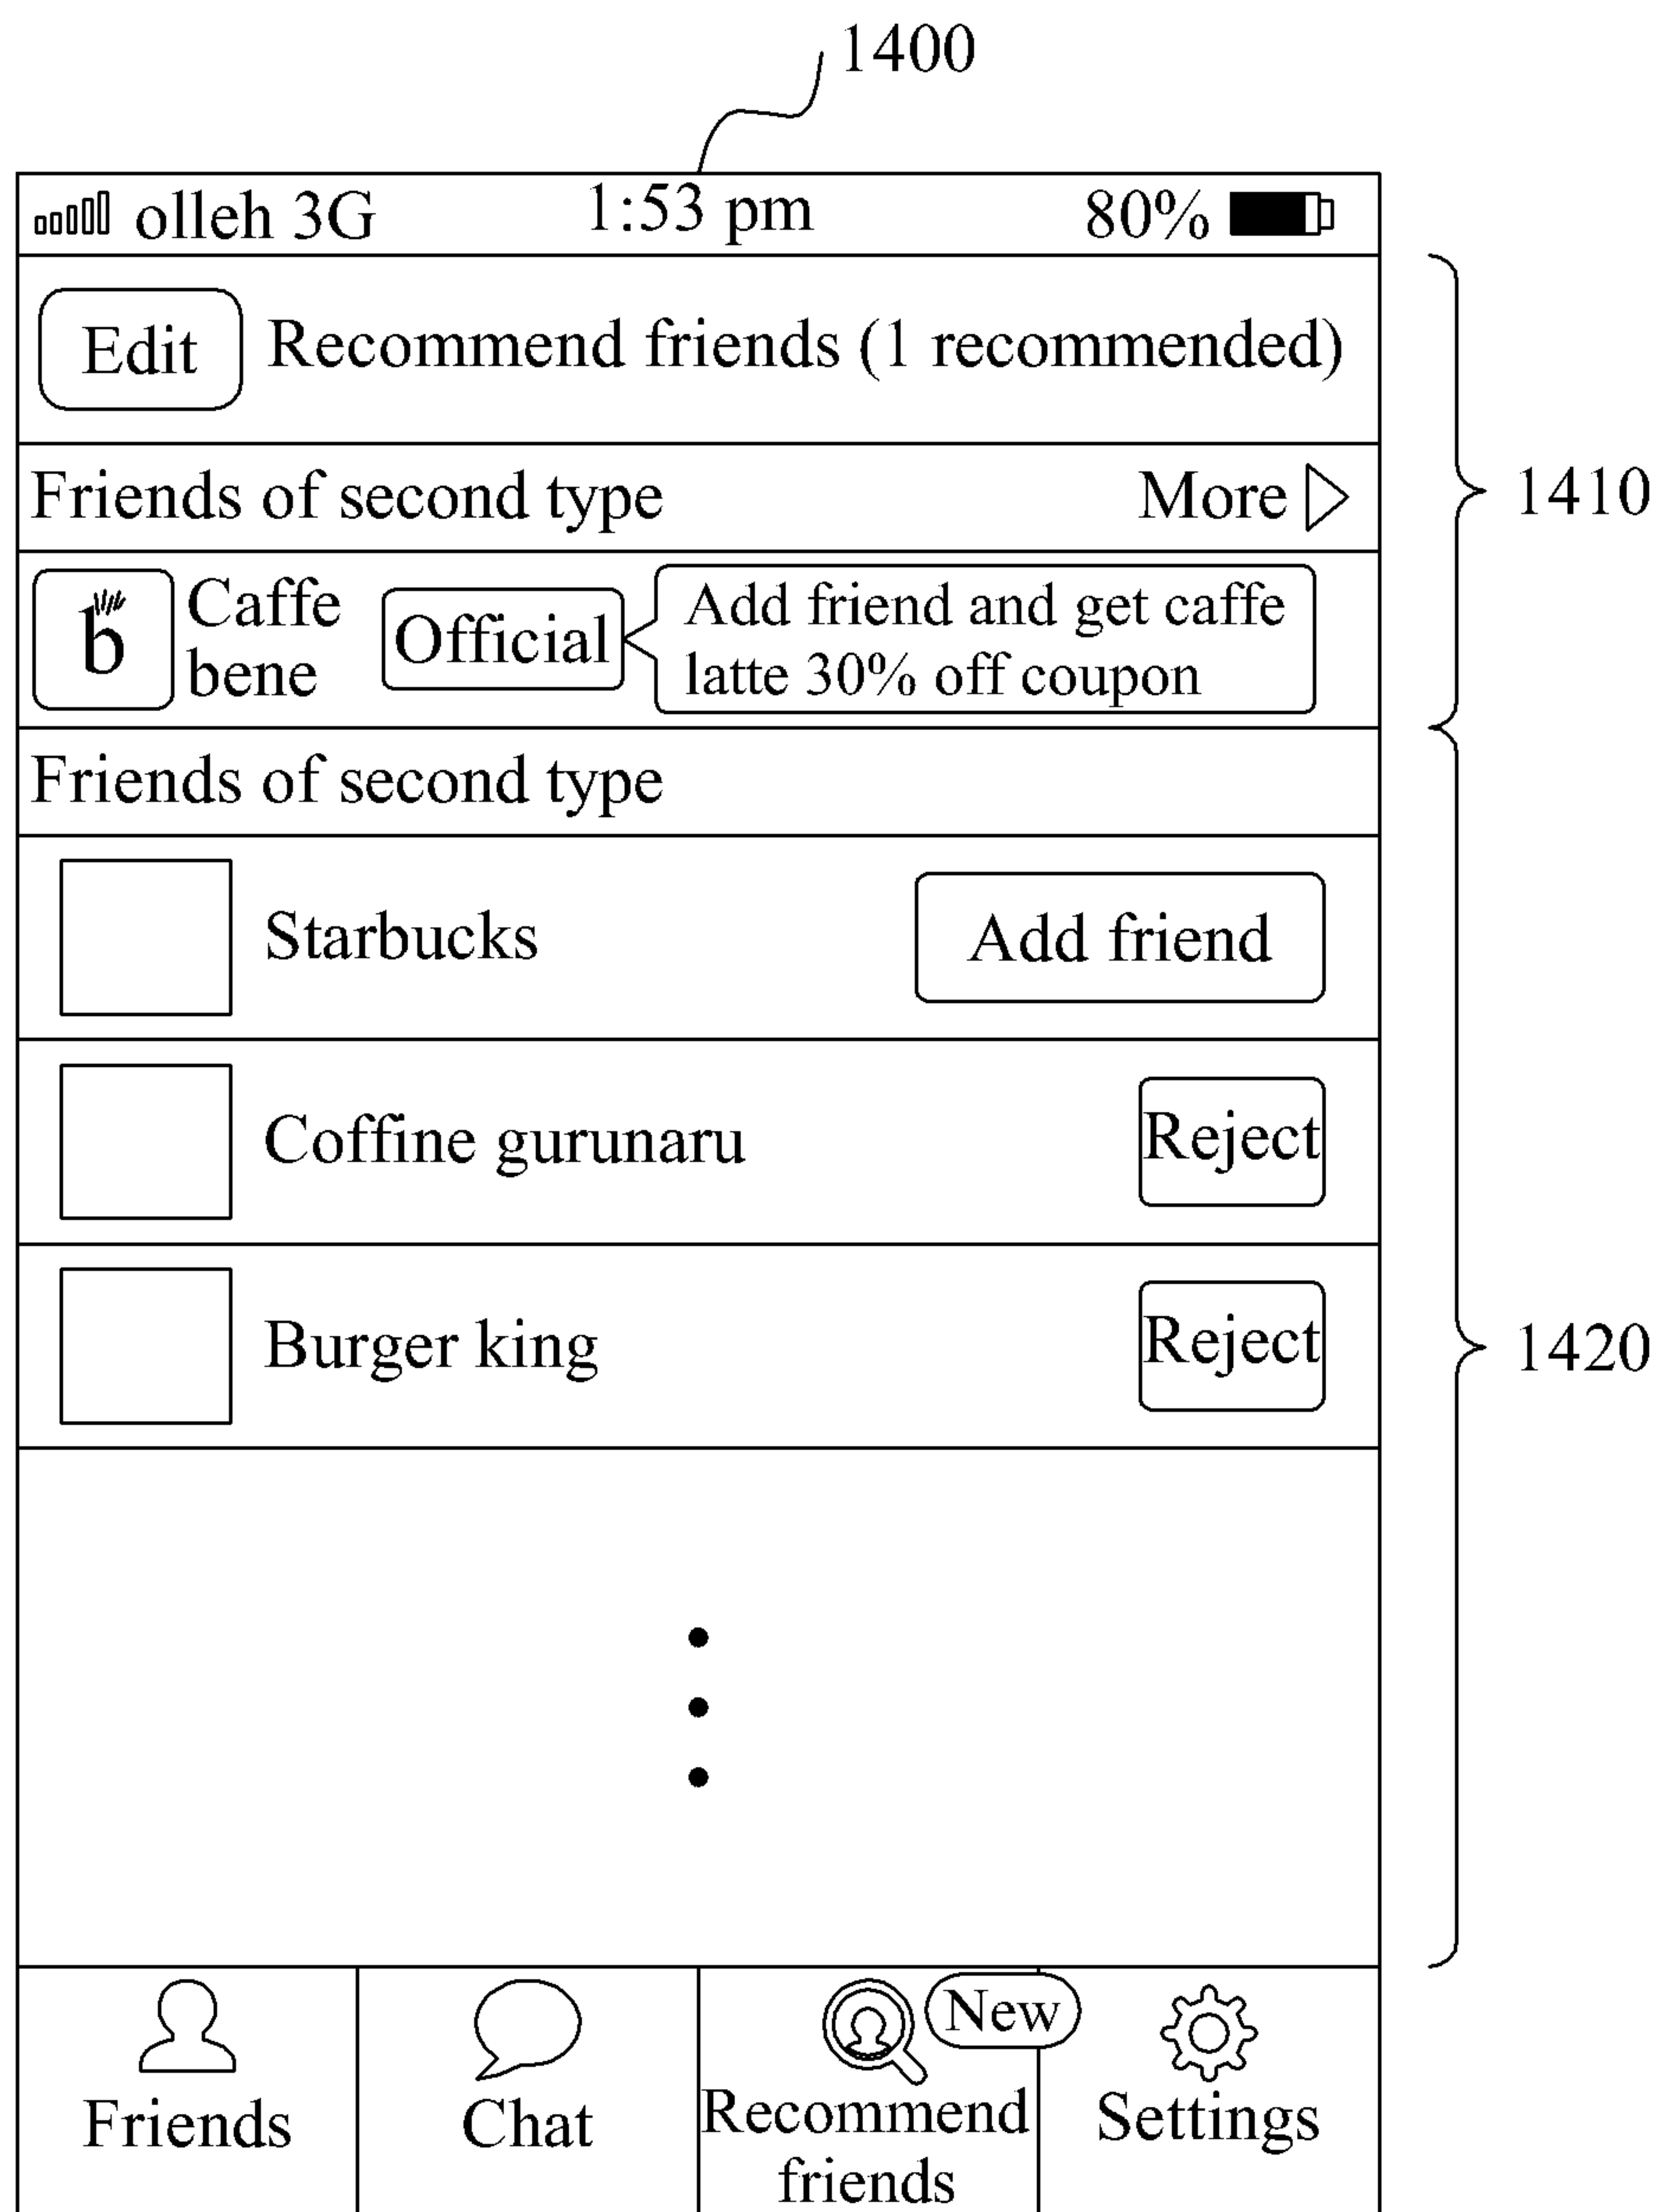 1400
olleh 3G 1:53 pm 80%
Edit Recommend friends (1 recommended)
Friends of second type More
1410
b Caffe bene Official Add friend and get caffe
latte 30% off coupon
Friends of second type
Starbucks Add friend
Coffine gurunaru Reject
Burger king Reject
1420
New
Friends Chat Recommend friends Settings